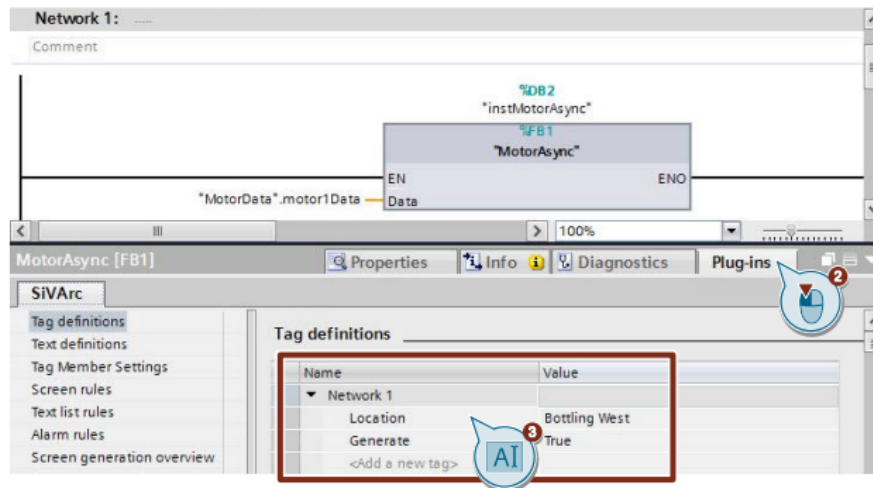 Network 1: .....
Comment
%DB2
"instMotorAsync"
%FB1
"MotorAsync"
EN ENO
"MotorData".motor1Data Data
100%
MotorAsync [FB1] Properties Info Diagnostics Plug-ins
2
SiVArc
Tag definitions
Text definitions
Tag Member Settings
Screen rules
Text list rules
Alarm rules
Screen generation overview
Tag definitions
Name Value
Network 1
Location Bottling West
Generate True
<Add a new tag>
3
AI